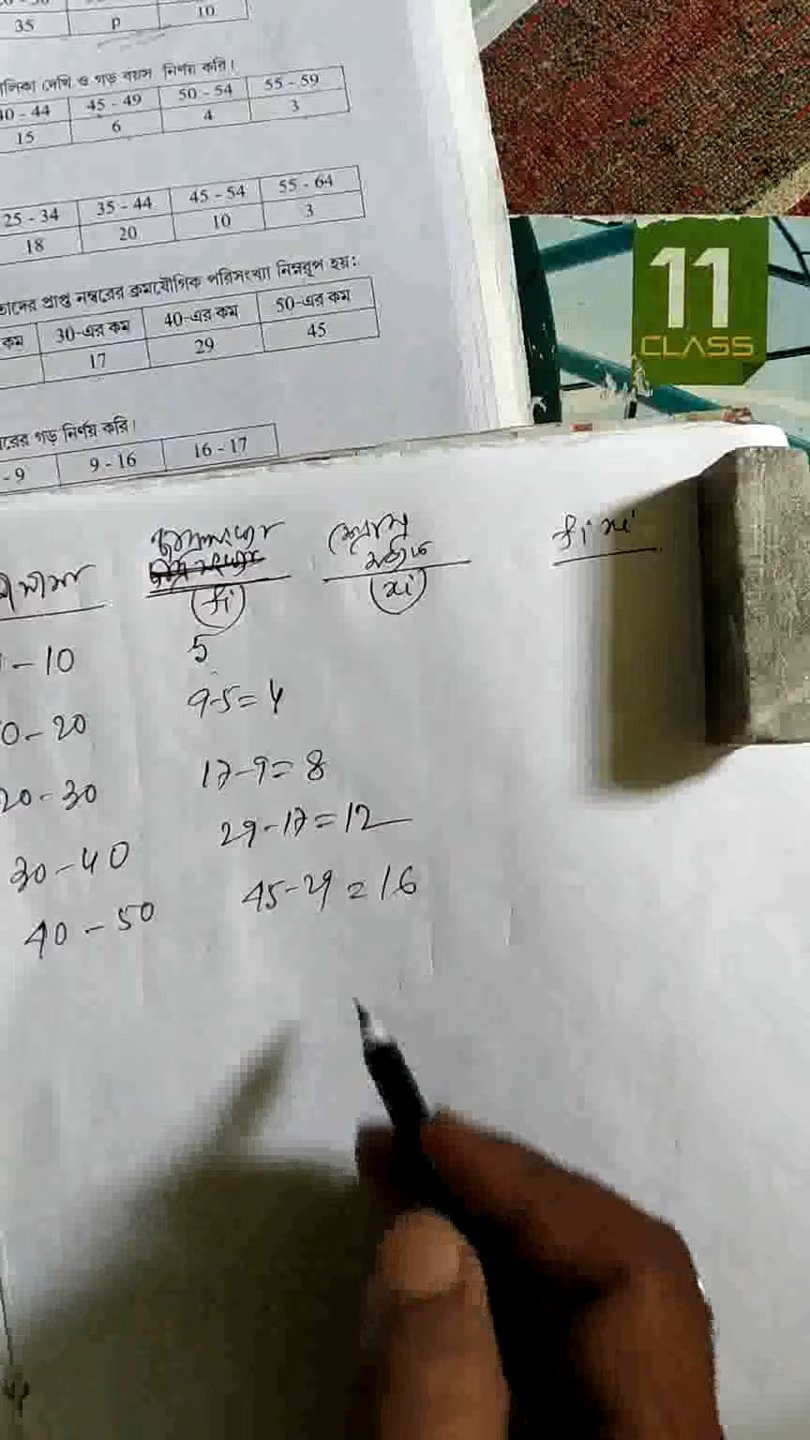 35 p 10
তালিকা দেখি ও গড় বয়স নির্ণয় করি।
40 - 44 45 - 49 50 - 54 55 - 59
15 6 4 3
25 - 34 35 - 44 45 - 54 55 - 64
18 20 10 3
প্রাপ্ত নম্বরের ক্রমযৌগিক পরিসংখ্যা নিম্নরূপ হয়:
কম 30-এর কম 40-এর কম 50-এর কম
17 29 45
গড় নির্ণয় করি।
- 9 9 - 16 16 - 17
11
CLASS
fi xi
(fi) (xi)
- 10 5
0 - 20 9-5=4
20 - 30 17-9=8
30 - 40 29-17=12
40 - 50 45-29=16